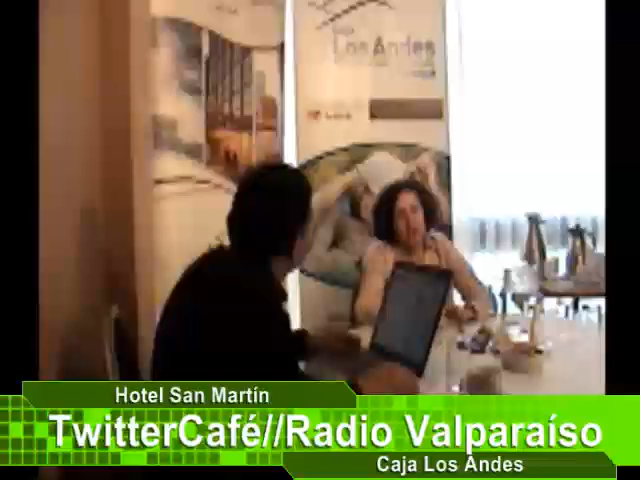 Los Andes
Hotel San Martín
TwitterCafé//Radio Valparaíso
Caja Los Andes